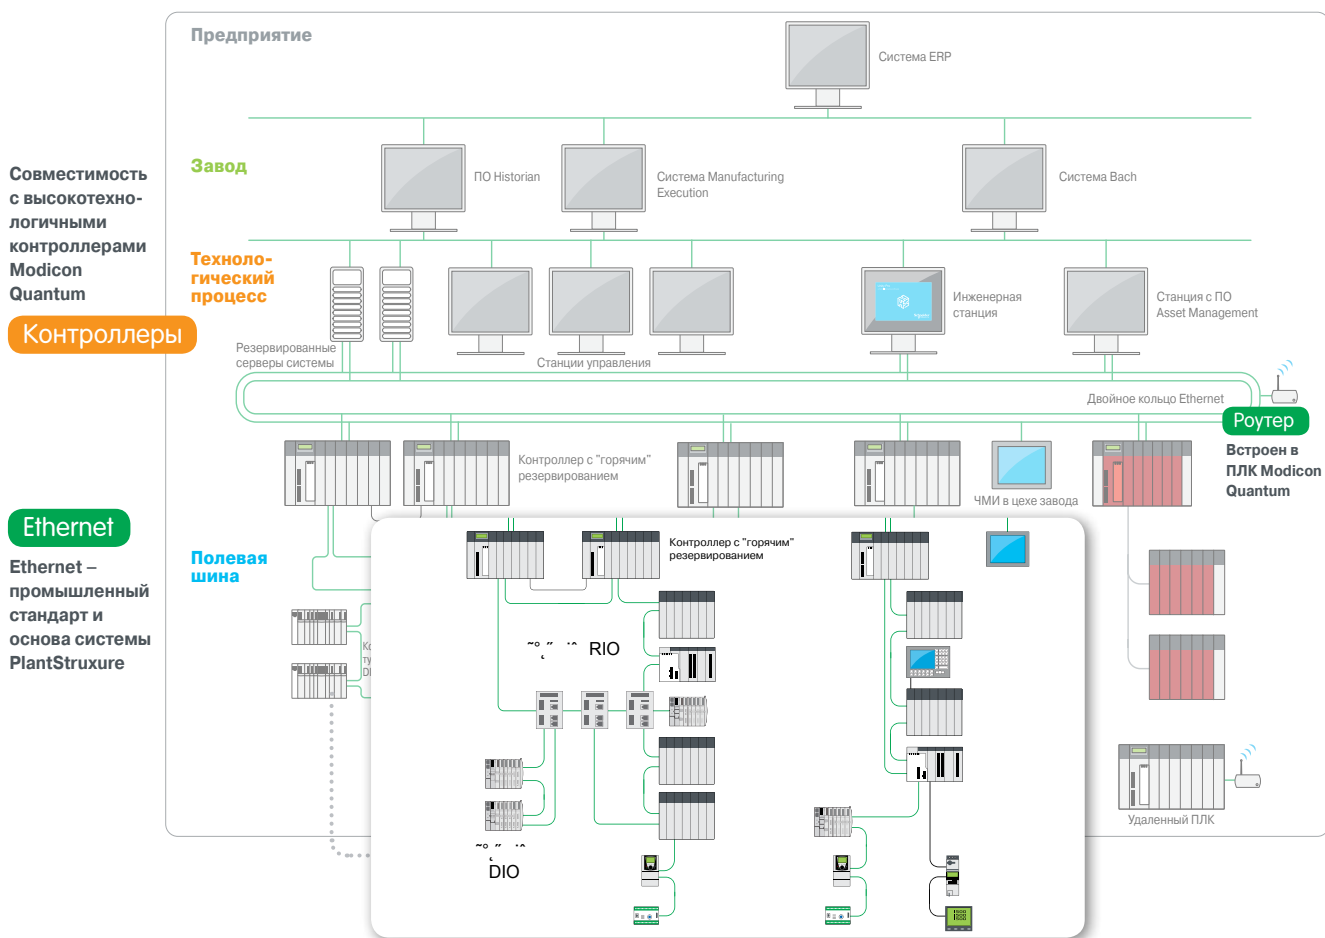 Предприятие
Система ERP
Завод
ПО Historian
Система Manufacturing
Execution
Система Bach
Совместимость
с высокотехно-
логичными
контроллерами
Modicon
Quantum
Контроллеры
Техноло-
гический
процесс
Резервированные
серверы системы
Станции управления
Инженерная
станция
Станция с ПО
Asset Management
Двойное кольцо Ethernet
Роутер
Встроен в
ПЛК Modicon
Quantum
Контроллер с "горячим"
резервированием
ЧМИ в цехе завода
Ethernet
Ethernet –
промышленный
стандарт и
основа системы
PlantStruxure
Полевая
шина
Контроллер с "горячим"
резервированием
RIO
DIO
Удаленный ПЛК